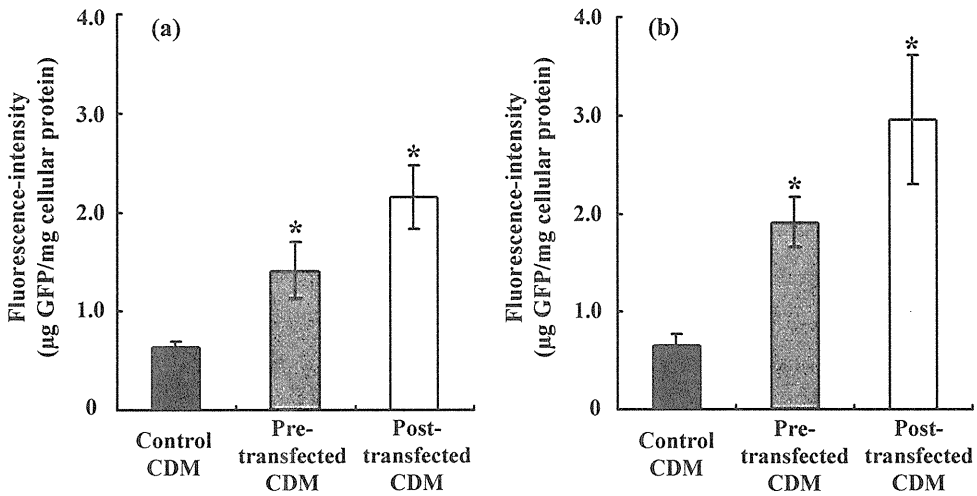 (a)
Fluorescence-intensity
(µg GFP/mg cellular protein)
4.0
3.0
2.0
1.0
0
*
*
Control
CDM
Pre-
transfected
CDM
Post-
transfected
CDM
(b)
Fluorescence-intensity
(µg GFP/mg cellular protein)
4.0
3.0
2.0
1.0
0
*
*
Control
CDM
Pre-
transfected
CDM
Post-
transfected
CDM